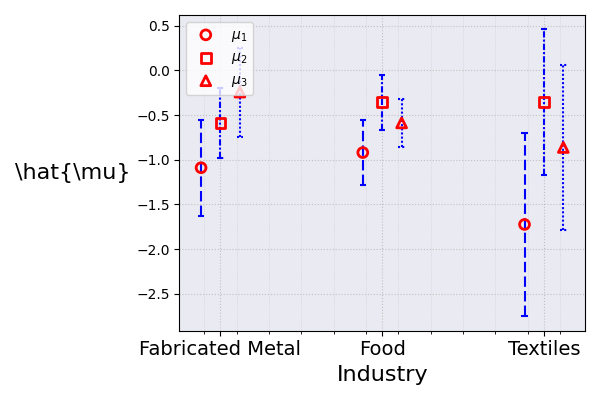 0.5
0.0
−0.5
−1.0
−1.5
−2.0
−2.5
\hat{\mu}
μ1
μ2
μ3
Fabricated Metal Food Textiles
Industry